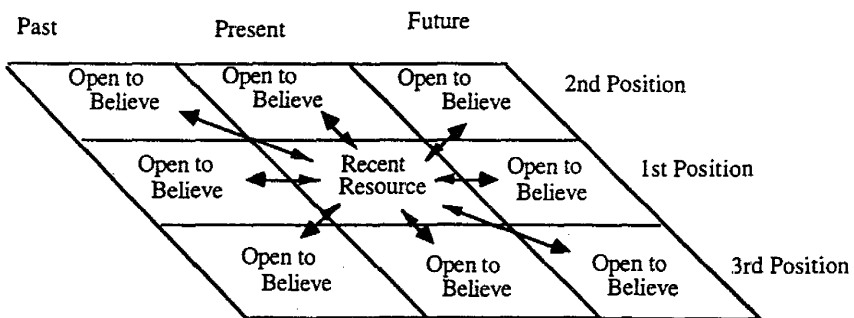 Past
Present
Future
Open to
Believe
Open to
Believe
Open to
Believe
2nd Position
Open to
Believe
Recent
Resource
Open to
Believe
1st Position
Open to
Believe
Open to
Believe
Open to
Believe
3rd Position